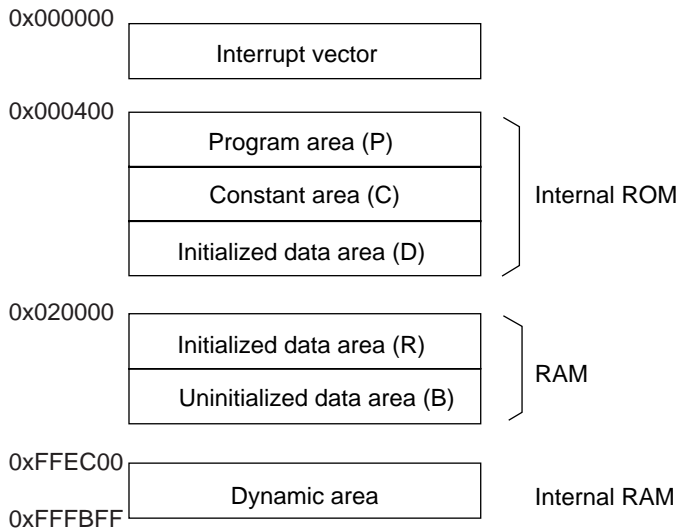 0x000000
Interrupt vector
0x000400
Program area (P)
Constant area (C)
Internal ROM
Initialized data area (D)
0x020000
Initialized data area (R)
RAM
Uninitialized data area (B)
0xFFEC00
Dynamic area
Internal RAM
0xFFFBFF